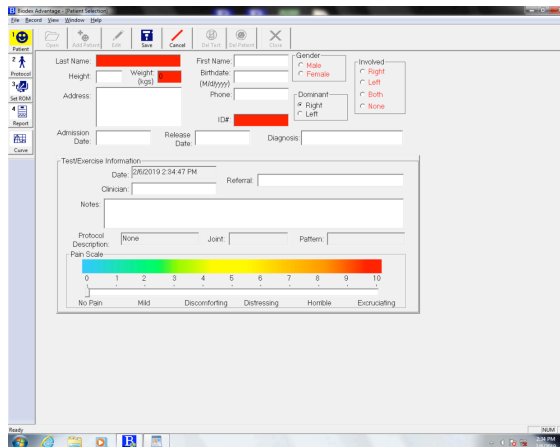 Biodex Advantage - [Patient Selection]
File Record View Window Help
1 Patient
2 Protocol
3 Set ROM
4 Report
Curve
Open Add Patient Edit Save Cancel Del Test Del Patient Close
Last Name: First Name:
Height: Weight: (kgs) 0 Birthdate: (M/d/yyyy)
Address: Phone:
ID#:
Gender
Male
Female
Dominant
Right
Left
Involved
Right
Left
Both
None
Admission Date: Release Date: Diagnosis:
Test/Exercise Information
Date: 2/6/2019 2:34:47 PM
Referral:
Clinician:
Notes:
Protocol Description: None Joint: Pattern:
Pain Scale
0 1 2 3 4 5 6 7 8 9 10
No Pain Mild Discomforting Distressing Horrible Excruciating
Ready NUM
2:34 PM